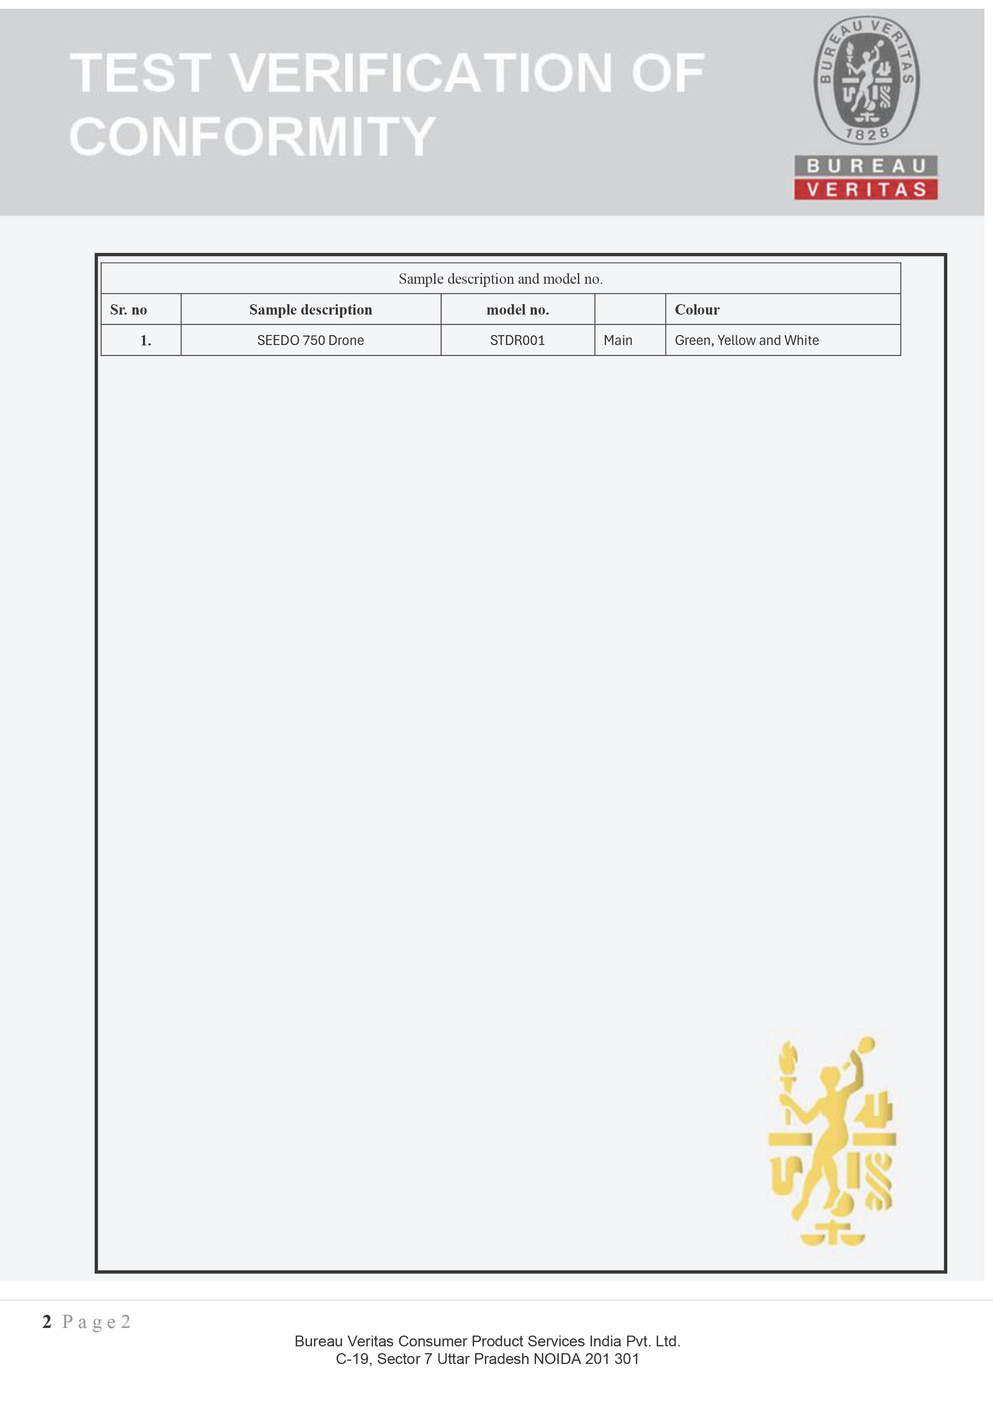 TEST VERIFICATION OF
CONFORMITY
BUREAU VERITAS
1828
BUREAU
VERITAS
Sample description and model no.
Sr. no Sample description model no. Colour
1. SEEDO 750 Drone STDR001 Main Green, Yellow and White
2 Page2
Bureau Veritas Consumer Product Services India Pvt. Ltd.
C-19, Sector 7 Uttar Pradesh NOIDA 201 301